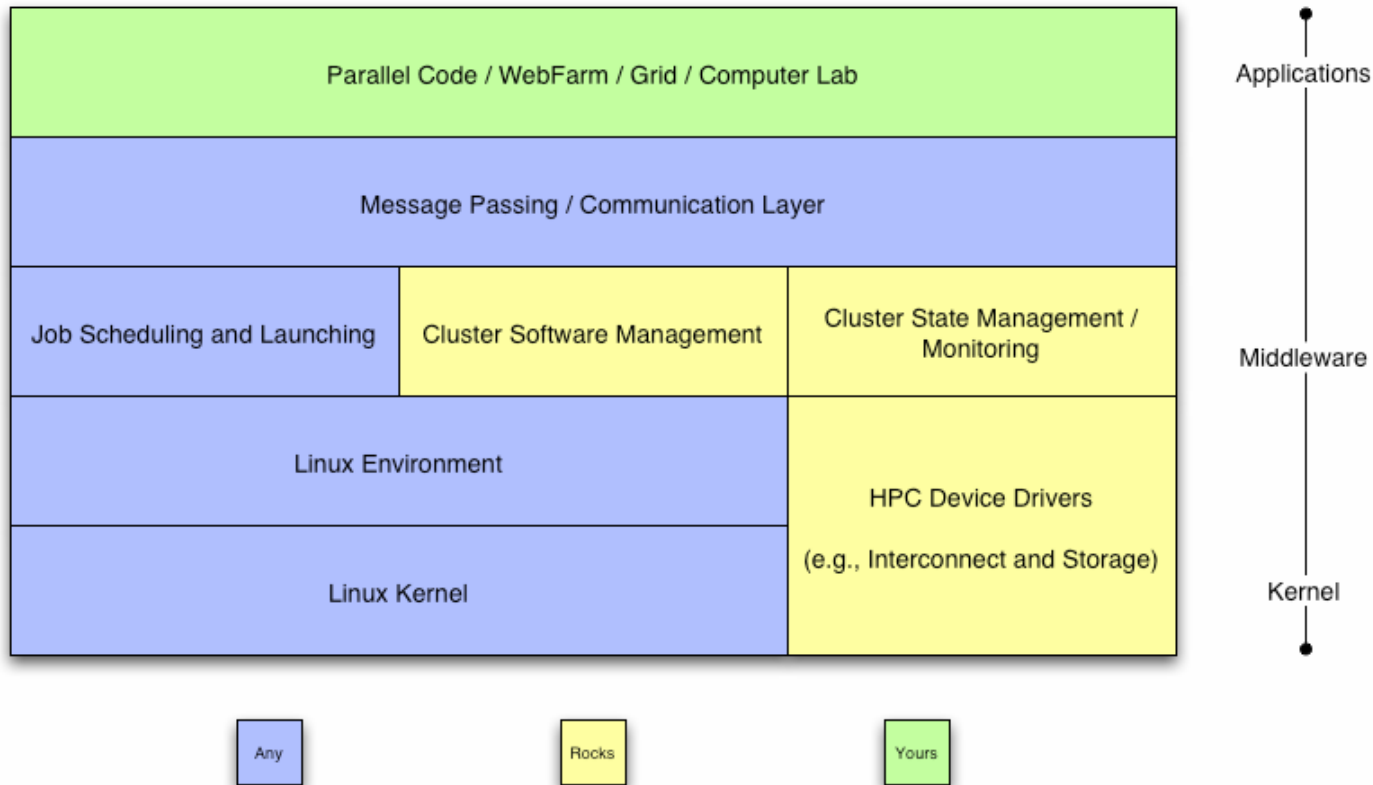 Parallel Code / WebFarm / Grid / Computer Lab
Applications
Message Passing / Communication Layer
Job Scheduling and Launching
Cluster Software Management
Cluster State Management /
Monitoring
Middleware
Linux Environment
HPC Device Drivers
(e.g., Interconnect and Storage)
Linux Kernel
Kernel
Any
Rocks
Yours